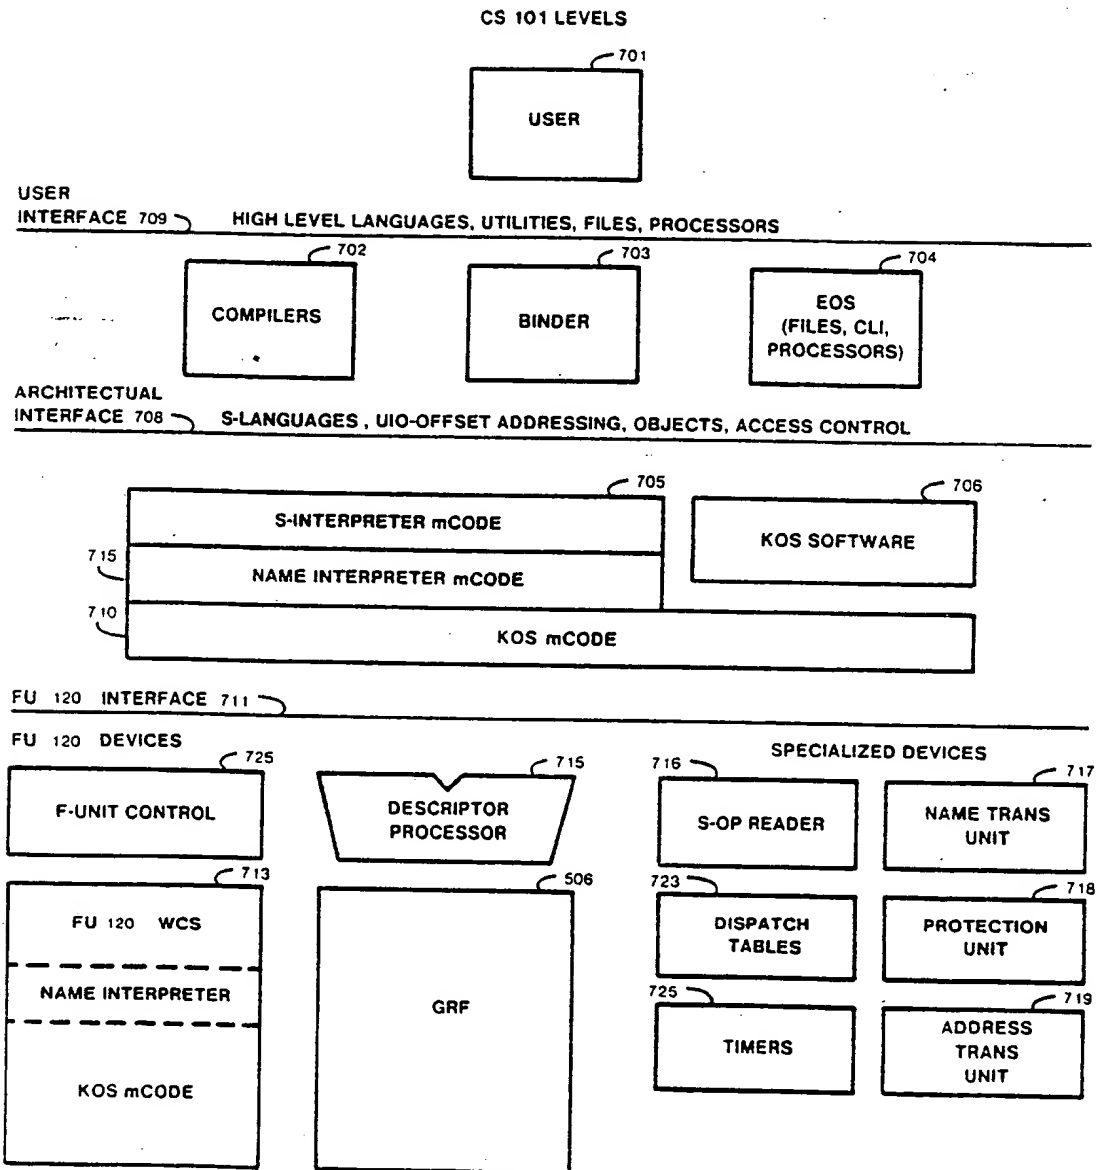 CS 101 LEVELS
701
USER
USER
INTERFACE 709 HIGH LEVEL LANGUAGES, UTILITIES, FILES, PROCESSORS
702
703
704
COMPILERS
BINDER
EOS
(FILES, CLI,
PROCESSORS)
ARCHITECTUAL
INTERFACE 708 S-LANGUAGES , UIO-OFFSET ADDRESSING, OBJECTS, ACCESS CONTROL
705
706
S-INTERPRETER mCODE
KOS SOFTWARE
715
NAME INTERPRETER mCODE
710
KOS mCODE
FU 120 INTERFACE 711
FU 120 DEVICES
SPECIALIZED DEVICES
725
715
716
717
F-UNIT CONTROL
DESCRIPTOR
PROCESSOR
S-OP READER
NAME TRANS
UNIT
713
506
723
718
FU 120 WCS
DISPATCH
TABLES
PROTECTION
UNIT
NAME INTERPRETER
GRF
725
719
TIMERS
ADDRESS
TRANS
UNIT
KOS mCODE